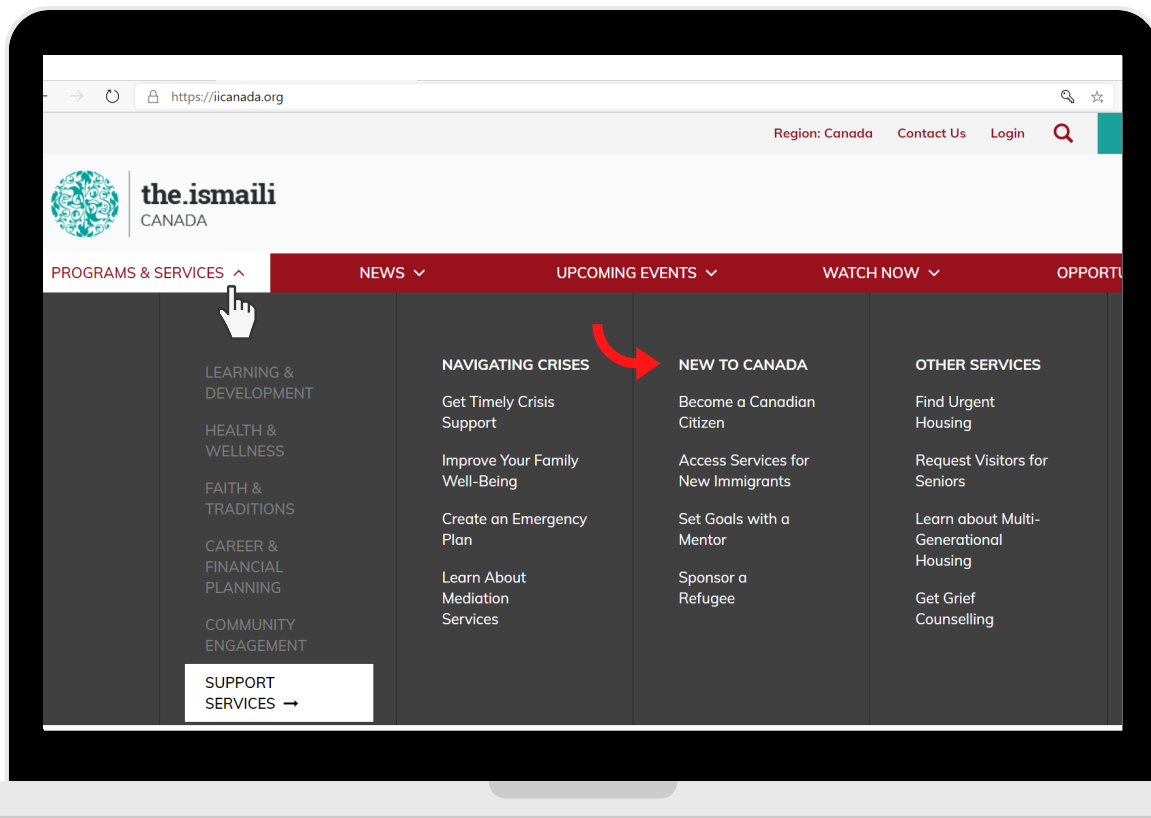 https://iicanada.org
Region: Canada Contact Us Login
the.ismaili
CANADA
PROGRAMS & SERVICES NEWS UPCOMING EVENTS WATCH NOW OPPORTU
LEARNING &
DEVELOPMENT
HEALTH &
WELLNESS
FAITH &
TRADITIONS
CAREER &
FINANCIAL
PLANNING
COMMUNITY
ENGAGEMENT
SUPPORT
SERVICES →
NAVIGATING CRISES
Get Timely Crisis
Support
Improve Your Family
Well-Being
Create an Emergency
Plan
Learn About
Mediation
Services
NEW TO CANADA
Become a Canadian
Citizen
Access Services for
New Immigrants
Set Goals with a
Mentor
Sponsor a
Refugee
OTHER SERVICES
Find Urgent
Housing
Request Visitors for
Seniors
Learn about Multi-
Generational
Housing
Get Grief
Counselling